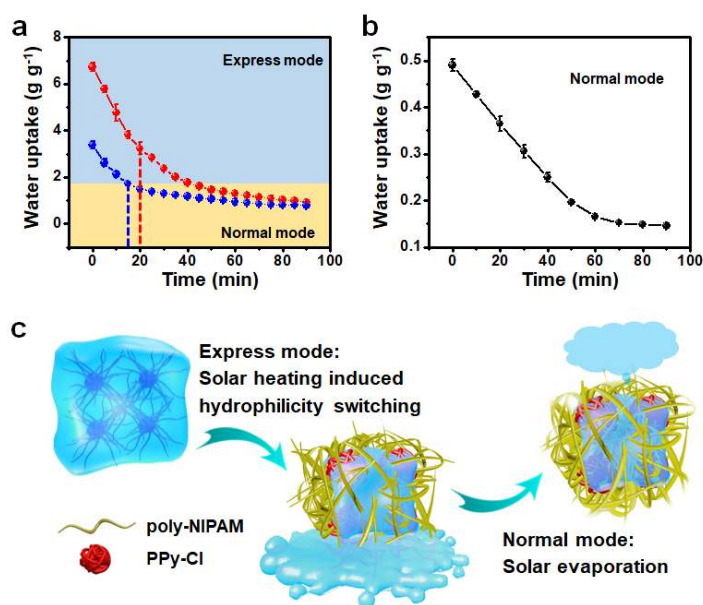 a
Water uptake (g g⁻¹)
8
6
4
2
0
Express mode
Normal mode
0 20 40 60 80 100
Time (min)
b
Water uptake (g g⁻¹)
0.5
0.4
0.3
0.2
0.1
Normal mode
0 20 40 60 80 100
Time (min)
c
Express mode:
Solar heating induced
hydrophilicity switching
poly-NIPAM
PPy-Cl
Normal mode:
Solar evaporation